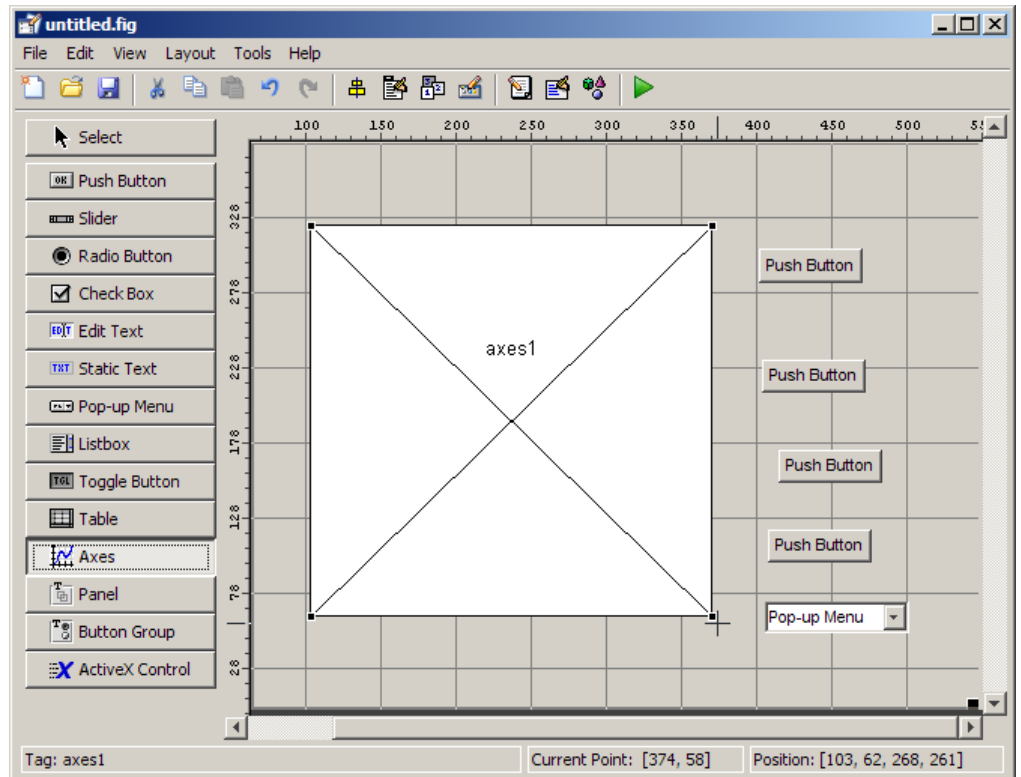 untitled.fig
File Edit View Layout Tools Help
100 150 200 250 300 350 400 450 500
Select
Push Button
Slider
Radio Button
Check Box
Edit Text
Static Text
Pop-up Menu
Listbox
Toggle Button
Table
Axes
Panel
Button Group
ActiveX Control
328
278
228
178
128
78
28
axes1
Push Button
Push Button
Push Button
Push Button
Pop-up Menu
Tag: axes1
Current Point: [374, 58]
Position: [103, 62, 268, 261]